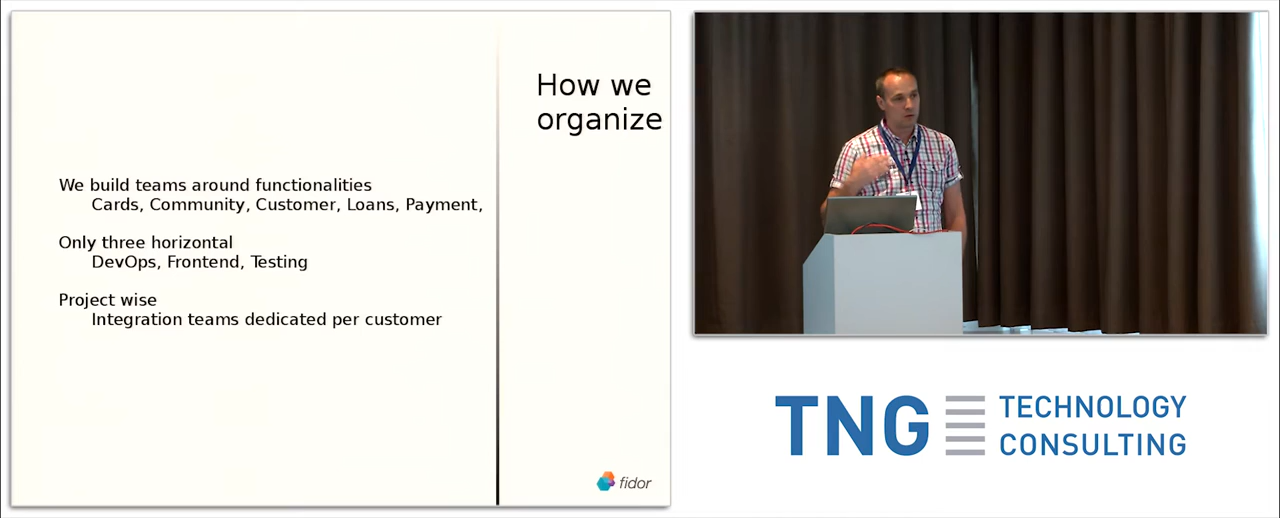 How we
organize
We build teams around functionalities
Cards, Community, Customer, Loans, Payment,
Only three horizontal
DevOps, Frontend, Testing
Project wise
Integration teams dedicated per customer
fidor
TNG TECHNOLOGY
CONSULTING